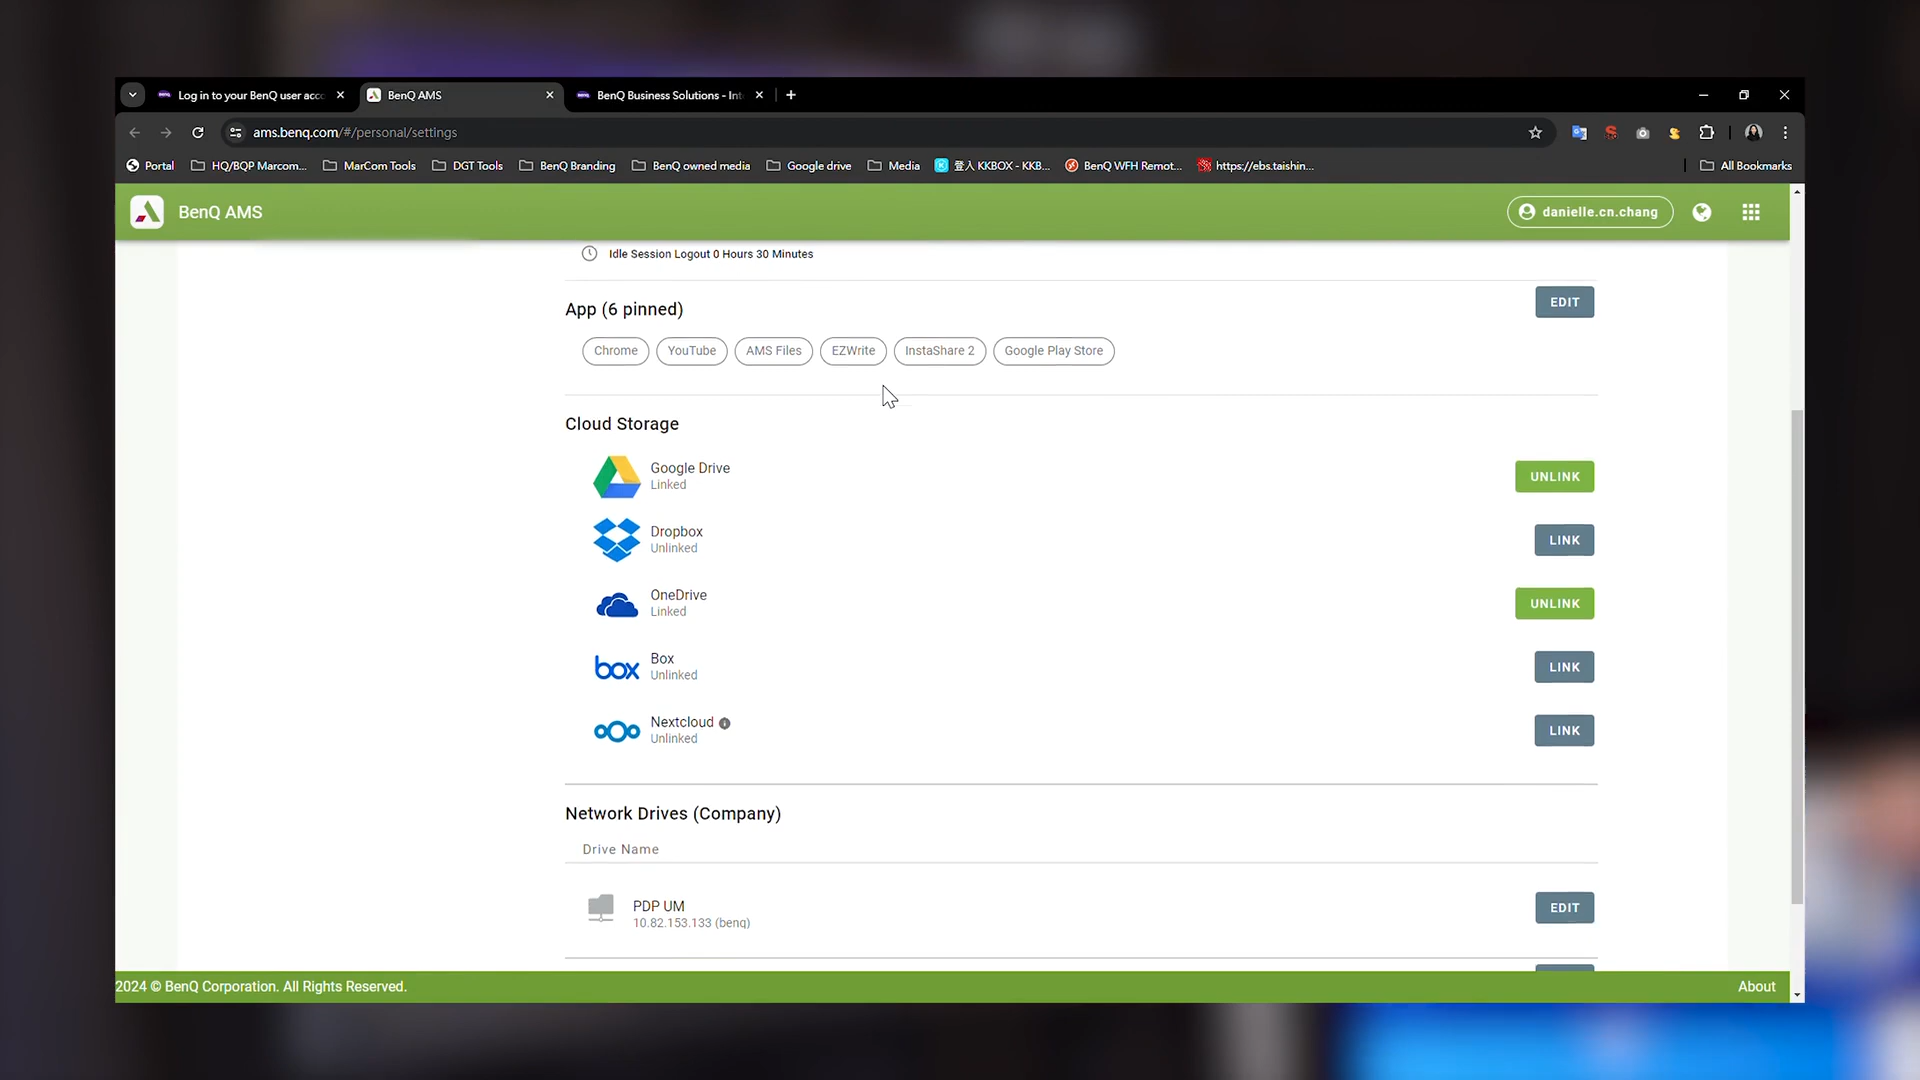 Log in to your BenQ user acco
BenQ AMS
BenQ Business Solutions - Int
ams.benq.com/#/personal/settings
Portal
HQ/BQP Marcom...
MarCom Tools
DGT Tools
BenQ Branding
BenQ owned media
Google drive
Media
登入 KKBOX - KKB...
BenQ WFH Remot...
https://ebs.taishin...
All Bookmarks
BenQ AMS
danielle.cn.chang
Idle Session Logout 0 Hours 30 Minutes
App (6 pinned)
EDIT
Chrome
YouTube
AMS Files
EZWrite
InstaShare 2
Google Play Store
Cloud Storage
Google Drive
Linked
UNLINK
Dropbox
Unlinked
LINK
OneDrive
Linked
UNLINK
box
Box
Unlinked
LINK
Nextcloud
Unlinked
LINK
Network Drives (Company)
Drive Name
PDP UM
10.82.153.133 (benq)
EDIT
2024 © BenQ Corporation. All Rights Reserved.
About